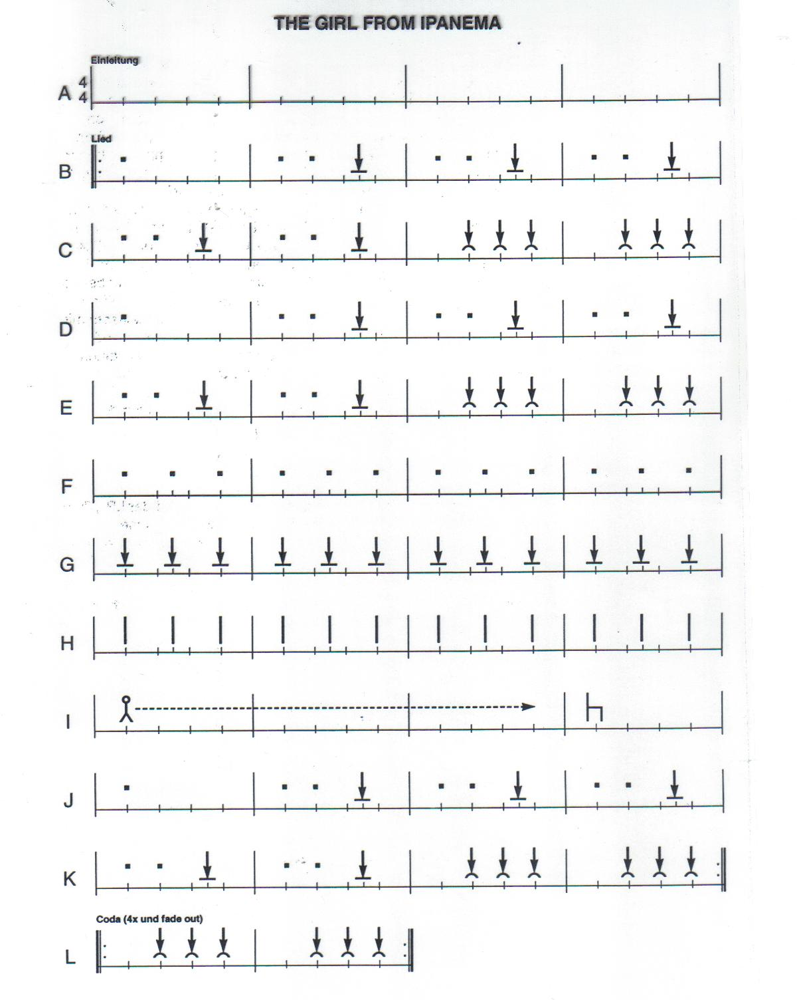 THE GIRL FROM IPANEMA
Einleitung
A 4
4
Lied
B
C
D
E
F
G
H
I
J
K
Coda (4x und fade out)
L